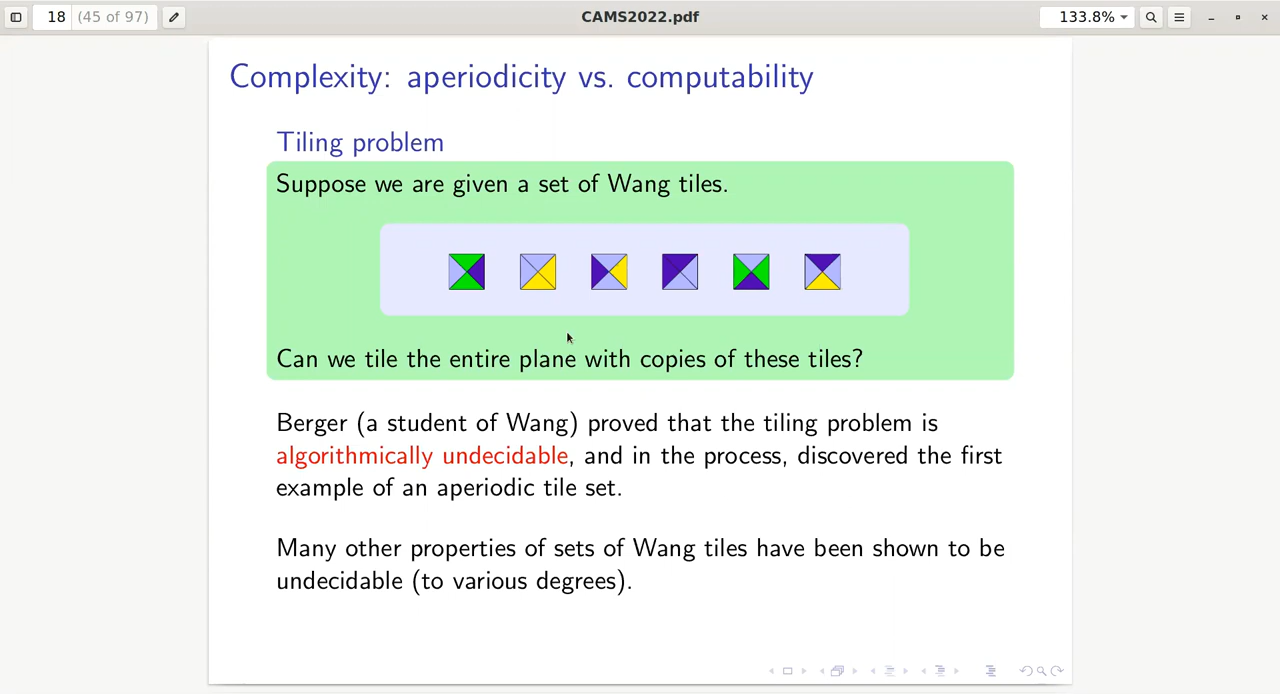 18 (45 of 97) CAMS2022.pdf 133.8%
Complexity: aperiodicity vs. computability
Tiling problem
Suppose we are given a set of Wang tiles.
Can we tile the entire plane with copies of these tiles?
Berger (a student of Wang) proved that the tiling problem is
algorithmically undecidable, and in the process, discovered the first
example of an aperiodic tile set.
Many other properties of sets of Wang tiles have been shown to be
undecidable (to various degrees).